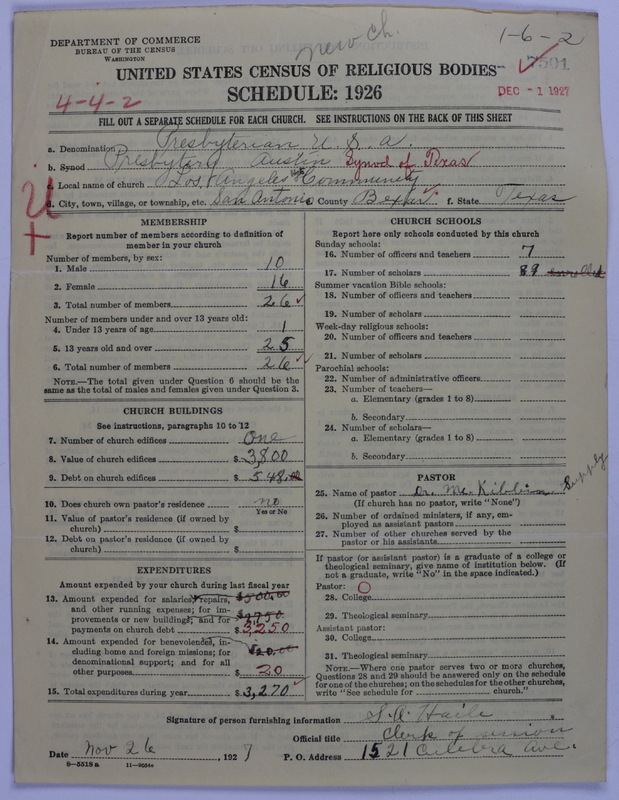 new ch.
1-6-2
DEPARTMENT OF COMMERCE
BUREAU OF THE CENSUS
WASHINGTON
UNITED STATES CENSUS OF RELIGIOUS BODIES
7591
SCHEDULE: 1926
DEC -1 1927
4-4-2
FILL OUT A SEPARATE SCHEDULE FOR EACH CHURCH. SEE INSTRUCTIONS ON THE BACK OF THIS SHEET
a. Denomination Presbyterian U. S. A.
b. Synod Presbytery Austin Synod of Texas
c. Local name of church Los Angeles Community
d. City, town, village, or township, etc. San Antonio County Bexar f. State Texas
MEMBERSHIP
Report number of members according to definition of member in your church
Number of members, by sex:
1. Male 10
2. Female 16
3. Total number of members 26
Number of members under and over 13 years old:
4. Under 13 years of age 1
5. 13 years old and over 25
6. Total number of members 26
NOTE.—The total given under Question 6 should be the same as the total of males and females given under Question 3.
CHURCH BUILDINGS
See instructions, paragraphs 10 to 12
7. Number of church edifices One
8. Value of church edifices $ 3,800
9. Debt on church edifices $ 548.00
10. Does church own pastor's residence no
Yes or No
11. Value of pastor's residence (if owned by church) $
12. Debt on pastor's residence (if owned by church) $
EXPENDITURES
Amount expended by your church during last fiscal year
13. Amount expended for salaries, repairs, and other running expenses; for improvements or new buildings; and for payments on church debt $500.00 $2750. $ 3,250
14. Amount expended for benevolences, including home and foreign missions; for denominational support; and for all other purposes $20.00 $ 20
15. Total expenditures during year $ 3,270
CHURCH SCHOOLS
Report here only schools conducted by this church
Sunday schools:
16. Number of officers and teachers 7
17. Number of scholars 89 enrolled
Summer vacation Bible schools:
18. Number of officers and teachers
19. Number of scholars
Week-day religious schools:
20. Number of officers and teachers
21. Number of scholars
Parochial schools:
22. Number of administrative officers
23. Number of teachers—
a. Elementary (grades 1 to 8)
b. Secondary
24. Number of scholars—
a. Elementary (grades 1 to 8)
b. Secondary
PASTOR
25. Name of pastor Dr. Mc Kibbin Supply
(If church has no pastor, write "None")
26. Number of ordained ministers, if any, employed as assistant pastors
27. Number of other churches served by the pastor or his assistants
If pastor (or assistant pastor) is a graduate of a college or theological seminary, give name of institution below. (If not a graduate, write "No" in the space indicated.)
Pastor:
28. College
29. Theological seminary
Assistant pastor:
30. College
31. Theological seminary
NOTE.—Where one pastor serves two or more churches, Questions 28 and 29 should be answered only on the schedule for one of the churches; on the schedules for the other churches, write "See schedule for church."
Signature of person furnishing information S. A. Haile
Official title Clerk of session
Date Nov 26, 1927 P. O. Address 1521 Culebra Ave.
8-5518a 11-9034